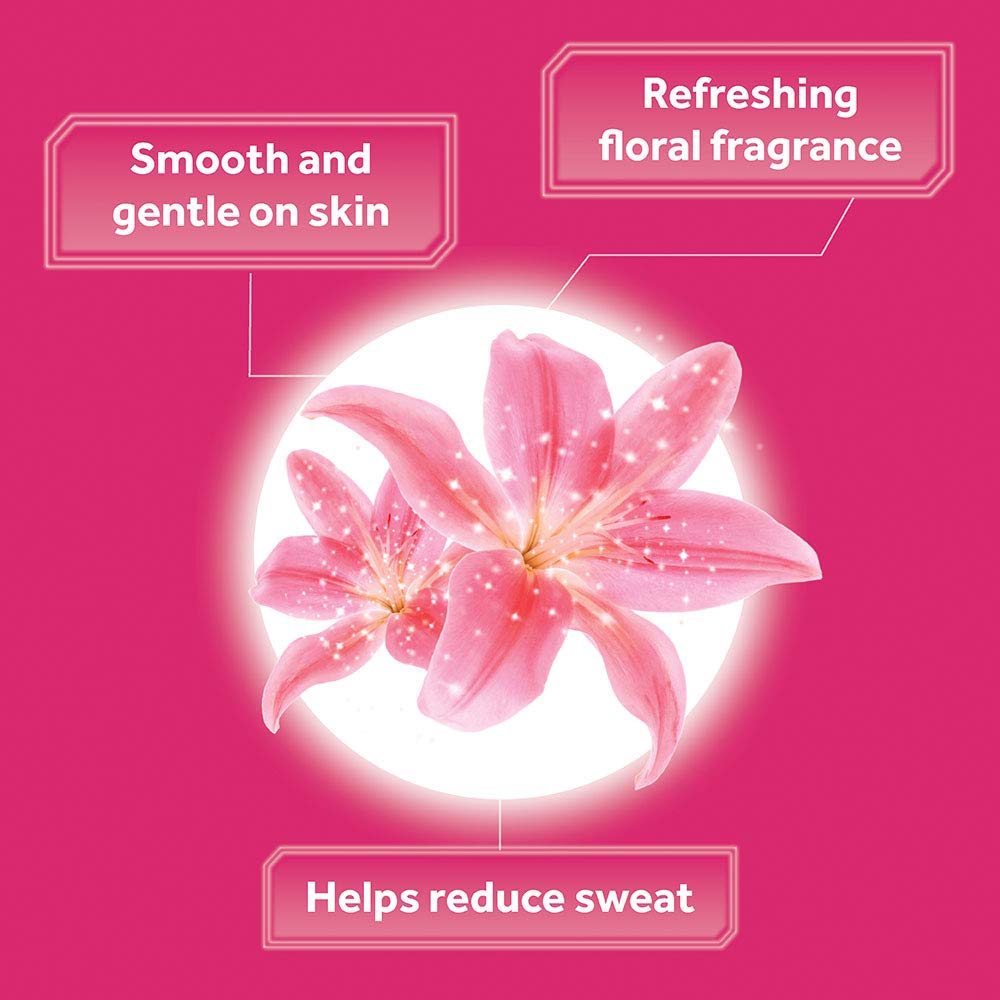 Smooth and
gentle on skin
Refreshing
floral fragrance
Helps reduce sweat